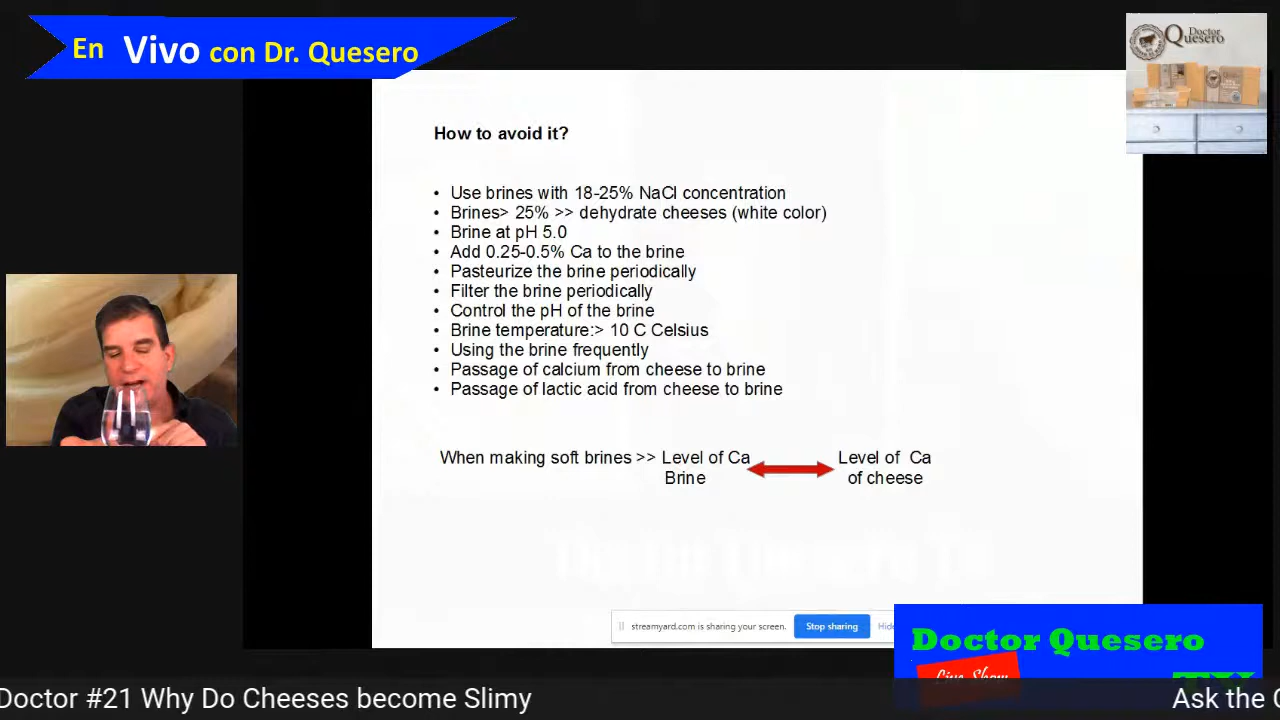 En Vivo con Dr. Quesero
Doctor
Quesero
How to avoid it?
• Use brines with 18-25% NaCl concentration
• Brines> 25% >> dehydrate cheeses (white color)
• Brine at pH 5.0
• Add 0.25-0.5% Ca to the brine
• Pasteurize the brine periodically
• Filter the brine periodically
• Control the pH of the brine
• Brine temperature:> 10 C Celsius
• Using the brine frequently
• Passage of calcium from cheese to brine
• Passage of lactic acid from cheese to brine
When making soft brines >> Level of Ca Level of Ca
Brine of cheese
streamyard.com is sharing your screen. Stop sharing Hide
Doctor Quesero
Live Show
Doctor #21 Why Do Cheeses become Slimy Ask the